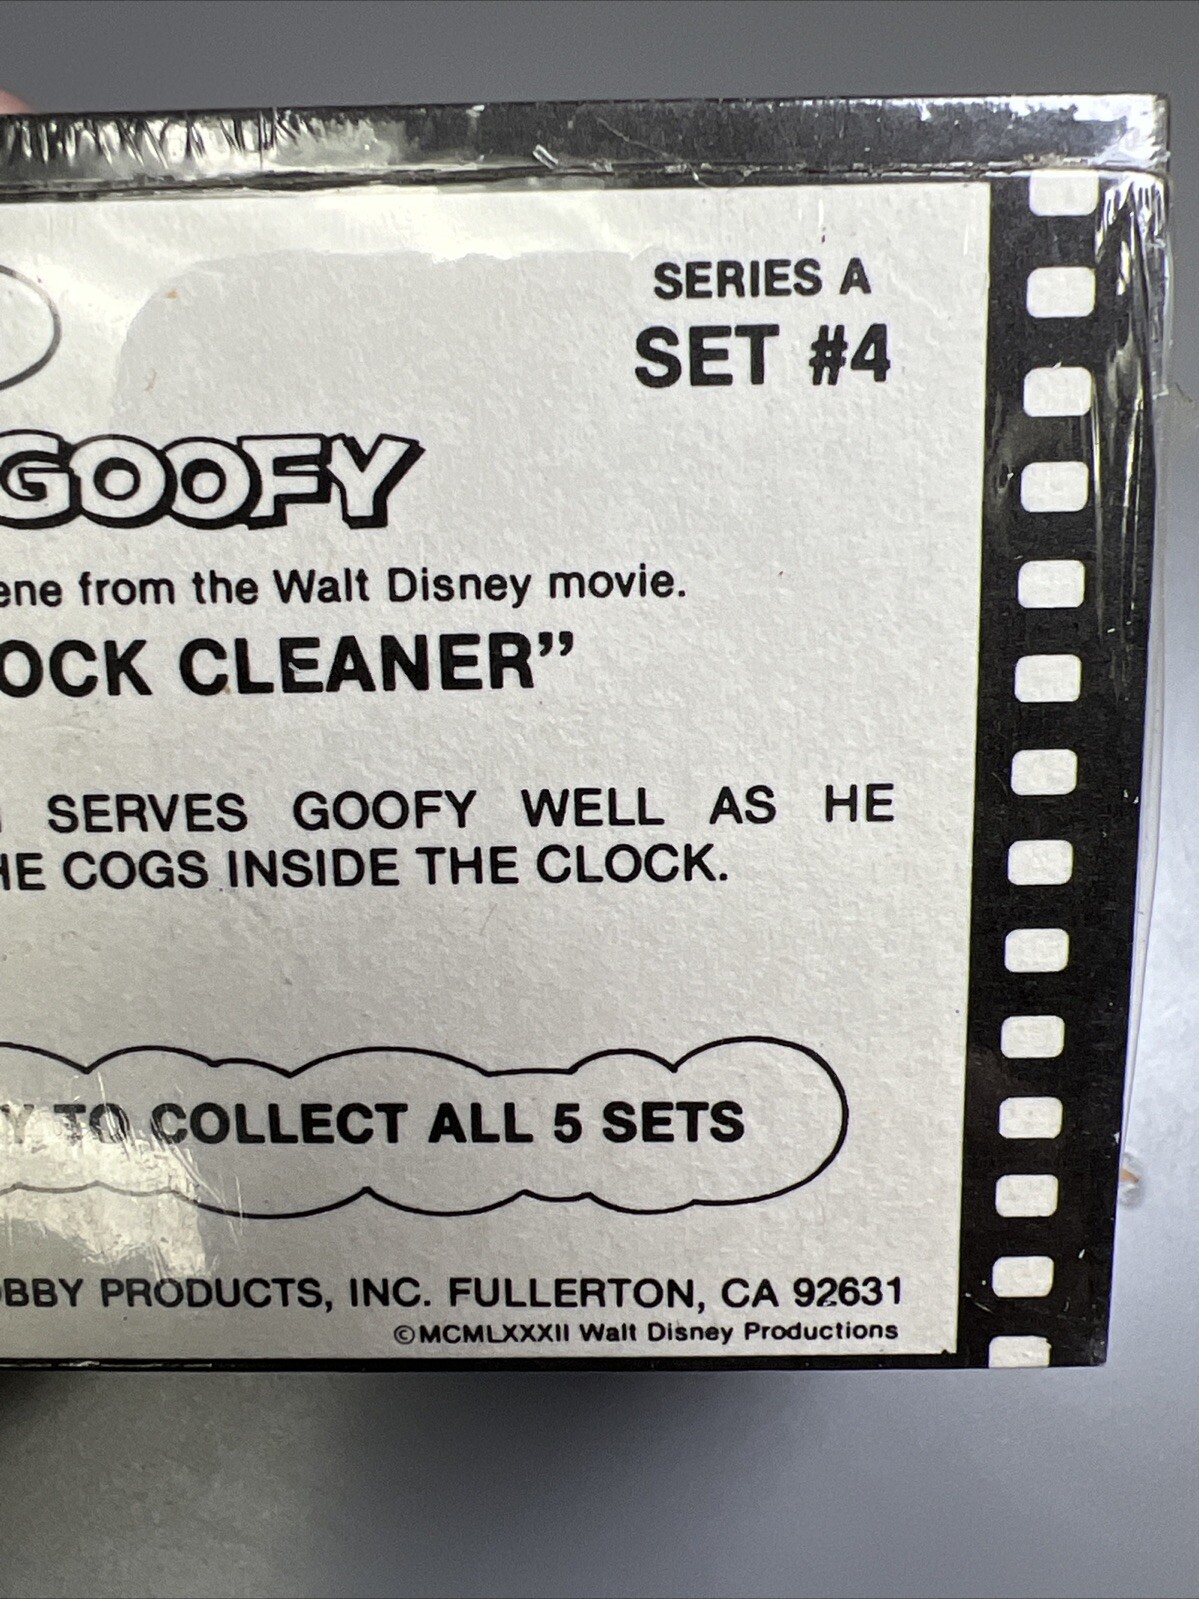 SERIES A
SET #4
GOOFY
ene from the Walt Disney movie.
OCK CLEANER”
SERVES GOOFY WELL AS HE
HE COGS INSIDE THE CLOCK.
Y TO COLLECT ALL 5 SETS
OBBY PRODUCTS, INC. FULLERTON, CA 92631
©MCMLXXXII Walt Disney Productions